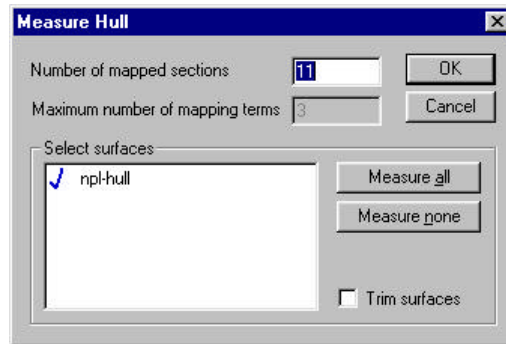 Measure Hull
Number of mapped sections 11 OK
Maximum number of mapping terms 3 Cancel
Select surfaces
npl-hull Measure all
Measure none
Trim surfaces